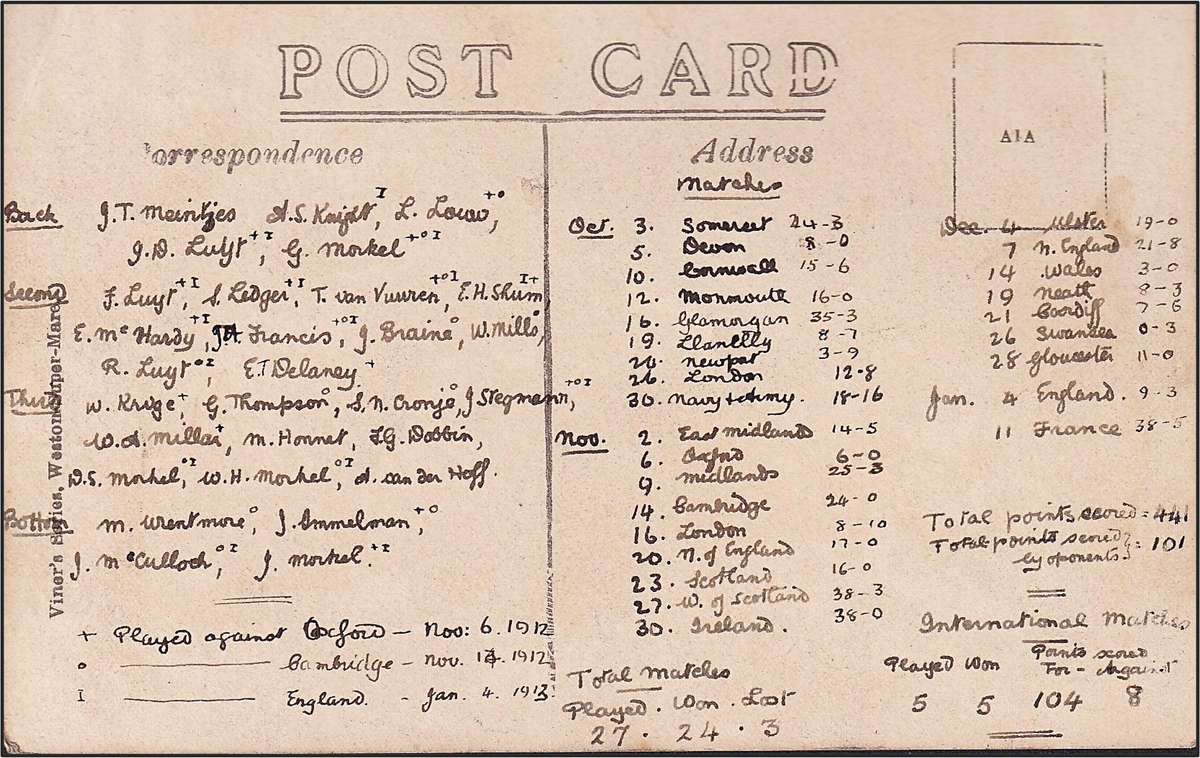 POST CARD
Correspondence
Back J.T. Meintjes A.S. Knight I, L. Louw +o,
J.D. Luyt + I, G. Morkel + o I
Second F. Luyt + I, S. Ledger + I, T. van Vuuren + o I, E.H. Shum I +
E. McHardy + I, J.A. Francis + o I, J. Braine o, W. Mills o,
R. Luyt o I, E.T. Delaney +
Third W. Kruge +, G. Thompson o, S.N. Cronje o, J Stegmann + o I,
W.A. Millar +, M. Honnet, F.G. Dobbin,
D.S. Morkel o I, W.H. Morkel o I, A. van der Hoff.
Bottom M. Wrentmore o, J. Immelman + o
J. McCulloch o I, J. Morkel + I.
+ Played against Oxford - Nov: 6. 1912
o Cambridge - Nov. 14. 1912
I England. - Jan. 4. 1913
Viner's Series, Weston-Super-Mare
Address
Matches
Oct. 3. Somerset 24-3
5. Devon 8-0
10. Cornwall 15-6
12. Monmouth 16-0
16. Glamorgan 35-3
19. Llanelly 8-7
24. Newport 3-9
26. London 12-8
30. Navy + Army. 18-16
Nov. 2. East midland 14-5
6. Oxford 6-0
9. Midlands 25-3
14. Cambridge 24-0
16. London 8-10
20. N. of England 17-0
23. Scotland 16-0
27. W. of Scotland 38-3
30. Ireland. 38-0
Total matches
Played. Won. Lost
27. 24. 3
A1A
Dec. 4 Ulster 19-0
7 N. England 21-8
14 Wales 3-0
19 Neath 8-3
21 Cardiff 7-6
26 Swansea 0-3
28 Gloucester 11-0
Jan. 4 England. 9-3
11 France 38-5
Total points scored = 441
Total points scored
by oponents } = 101
International Matches
Played Won Points scored
For - Against
5 5 104 8